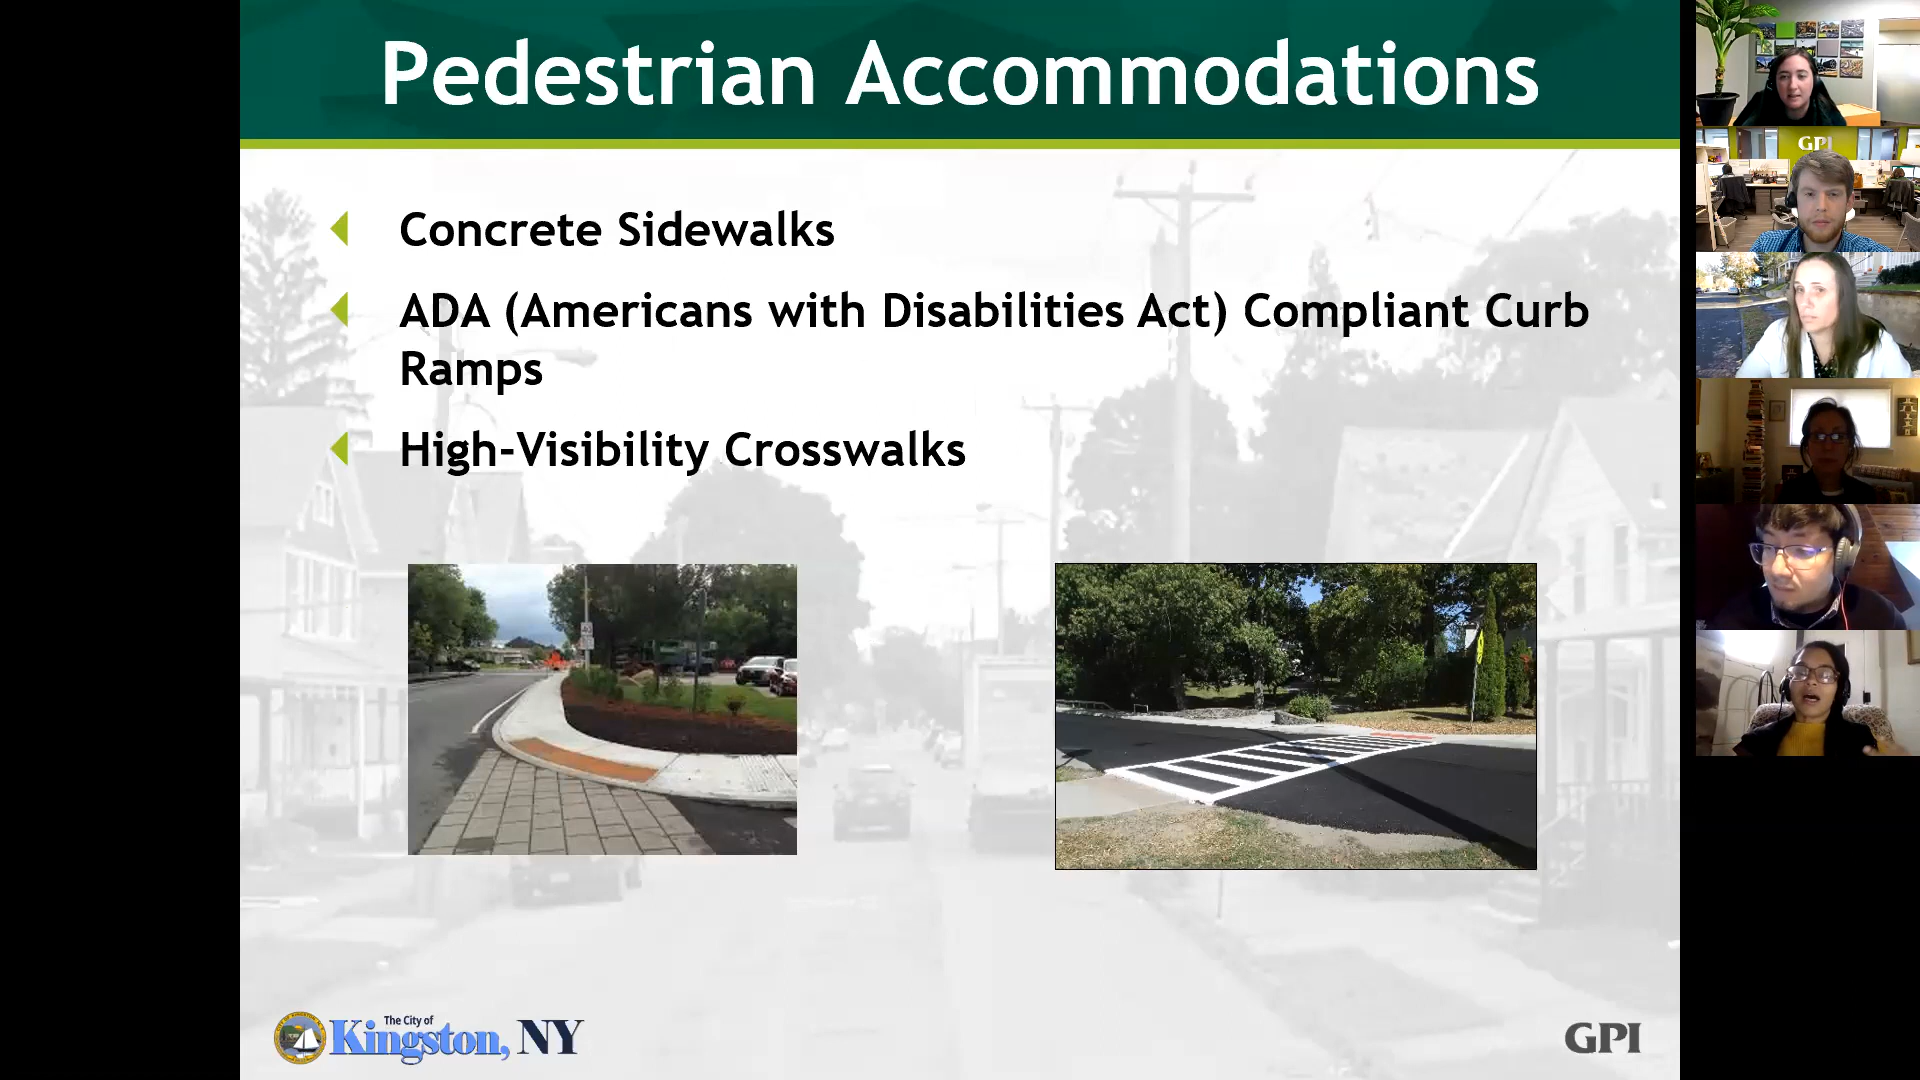 Pedestrian Accommodations
Concrete Sidewalks
ADA (Americans with Disabilities Act) Compliant Curb
Ramps
High-Visibility Crosswalks
The City of
Kingston, NY
GPI
GPI